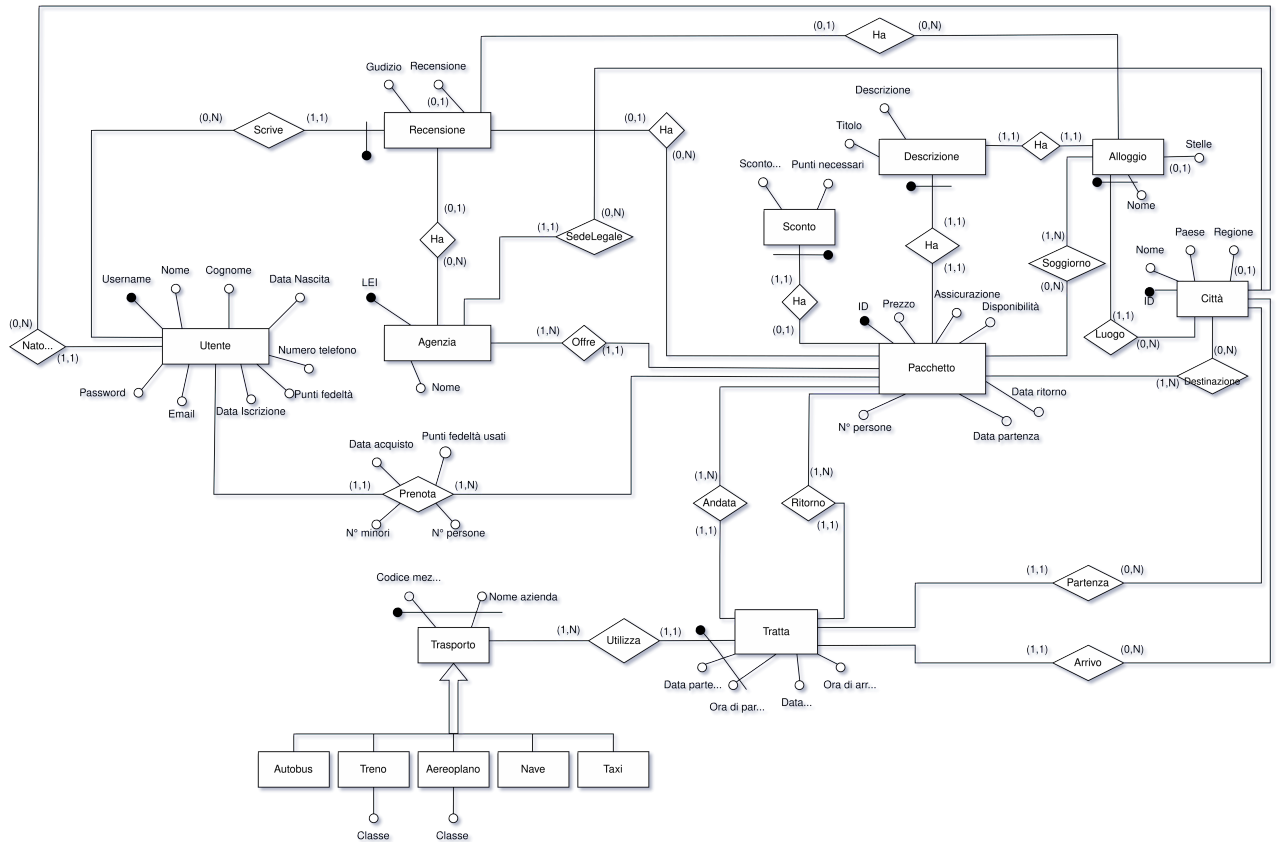 (0,1)
Ha
(0,N)
Gudizio
Recensione
(0,1)
Descrizione
(0,N)
Scrive
(1,1)
Recensione
(0,1)
Ha
(0,N)
Titolo
Descrizione
(1,1)
Ha
(1,1)
Alloggio
Stelle
(0,1)
Nome
Sconto...
Punti necessari
(0,1)
Ha
(0,N)
(1,1)
SedeLegale
(0,N)
Sconto
(1,1)
Ha
(1,1)
(1,N)
Soggiorno
(0,N)
Nome
Paese
Regione
(0,1)
ID
Città
Username
Nome
Cognome
Data Nascita
LEI
(1,1)
Ha
(0,1)
ID
Prezzo
Assicurazione
Disponibilità
(1,1)
Luogo
(0,N)
(0,N)
Nato...
(1,1)
Utente
Numero telefono
Agenzia
(1,N)
Offre
(1,1)
Pacchetto
(0,N)
(1,N)
Destinazione
Password
Email
Data Iscrizione
Punti fedeltà
Nome
N° persone
Data partenza
Data ritorno
Data acquisto
Punti fedeltà usati
(1,1)
Prenota
(1,N)
N° minori
N° persone
(1,N)
Andata
(1,1)
(1,N)
Ritorno
(1,1)
(1,1)
Partenza
(0,N)
Codice mez...
Nome azienda
Trasporto
(1,N)
Utilizza
(1,1)
Tratta
(1,1)
Arrivo
(0,N)
Data parte...
Ora di par...
Data...
Ora di arr...
Autobus
Treno
Aereoplano
Nave
Taxi
Classe
Classe